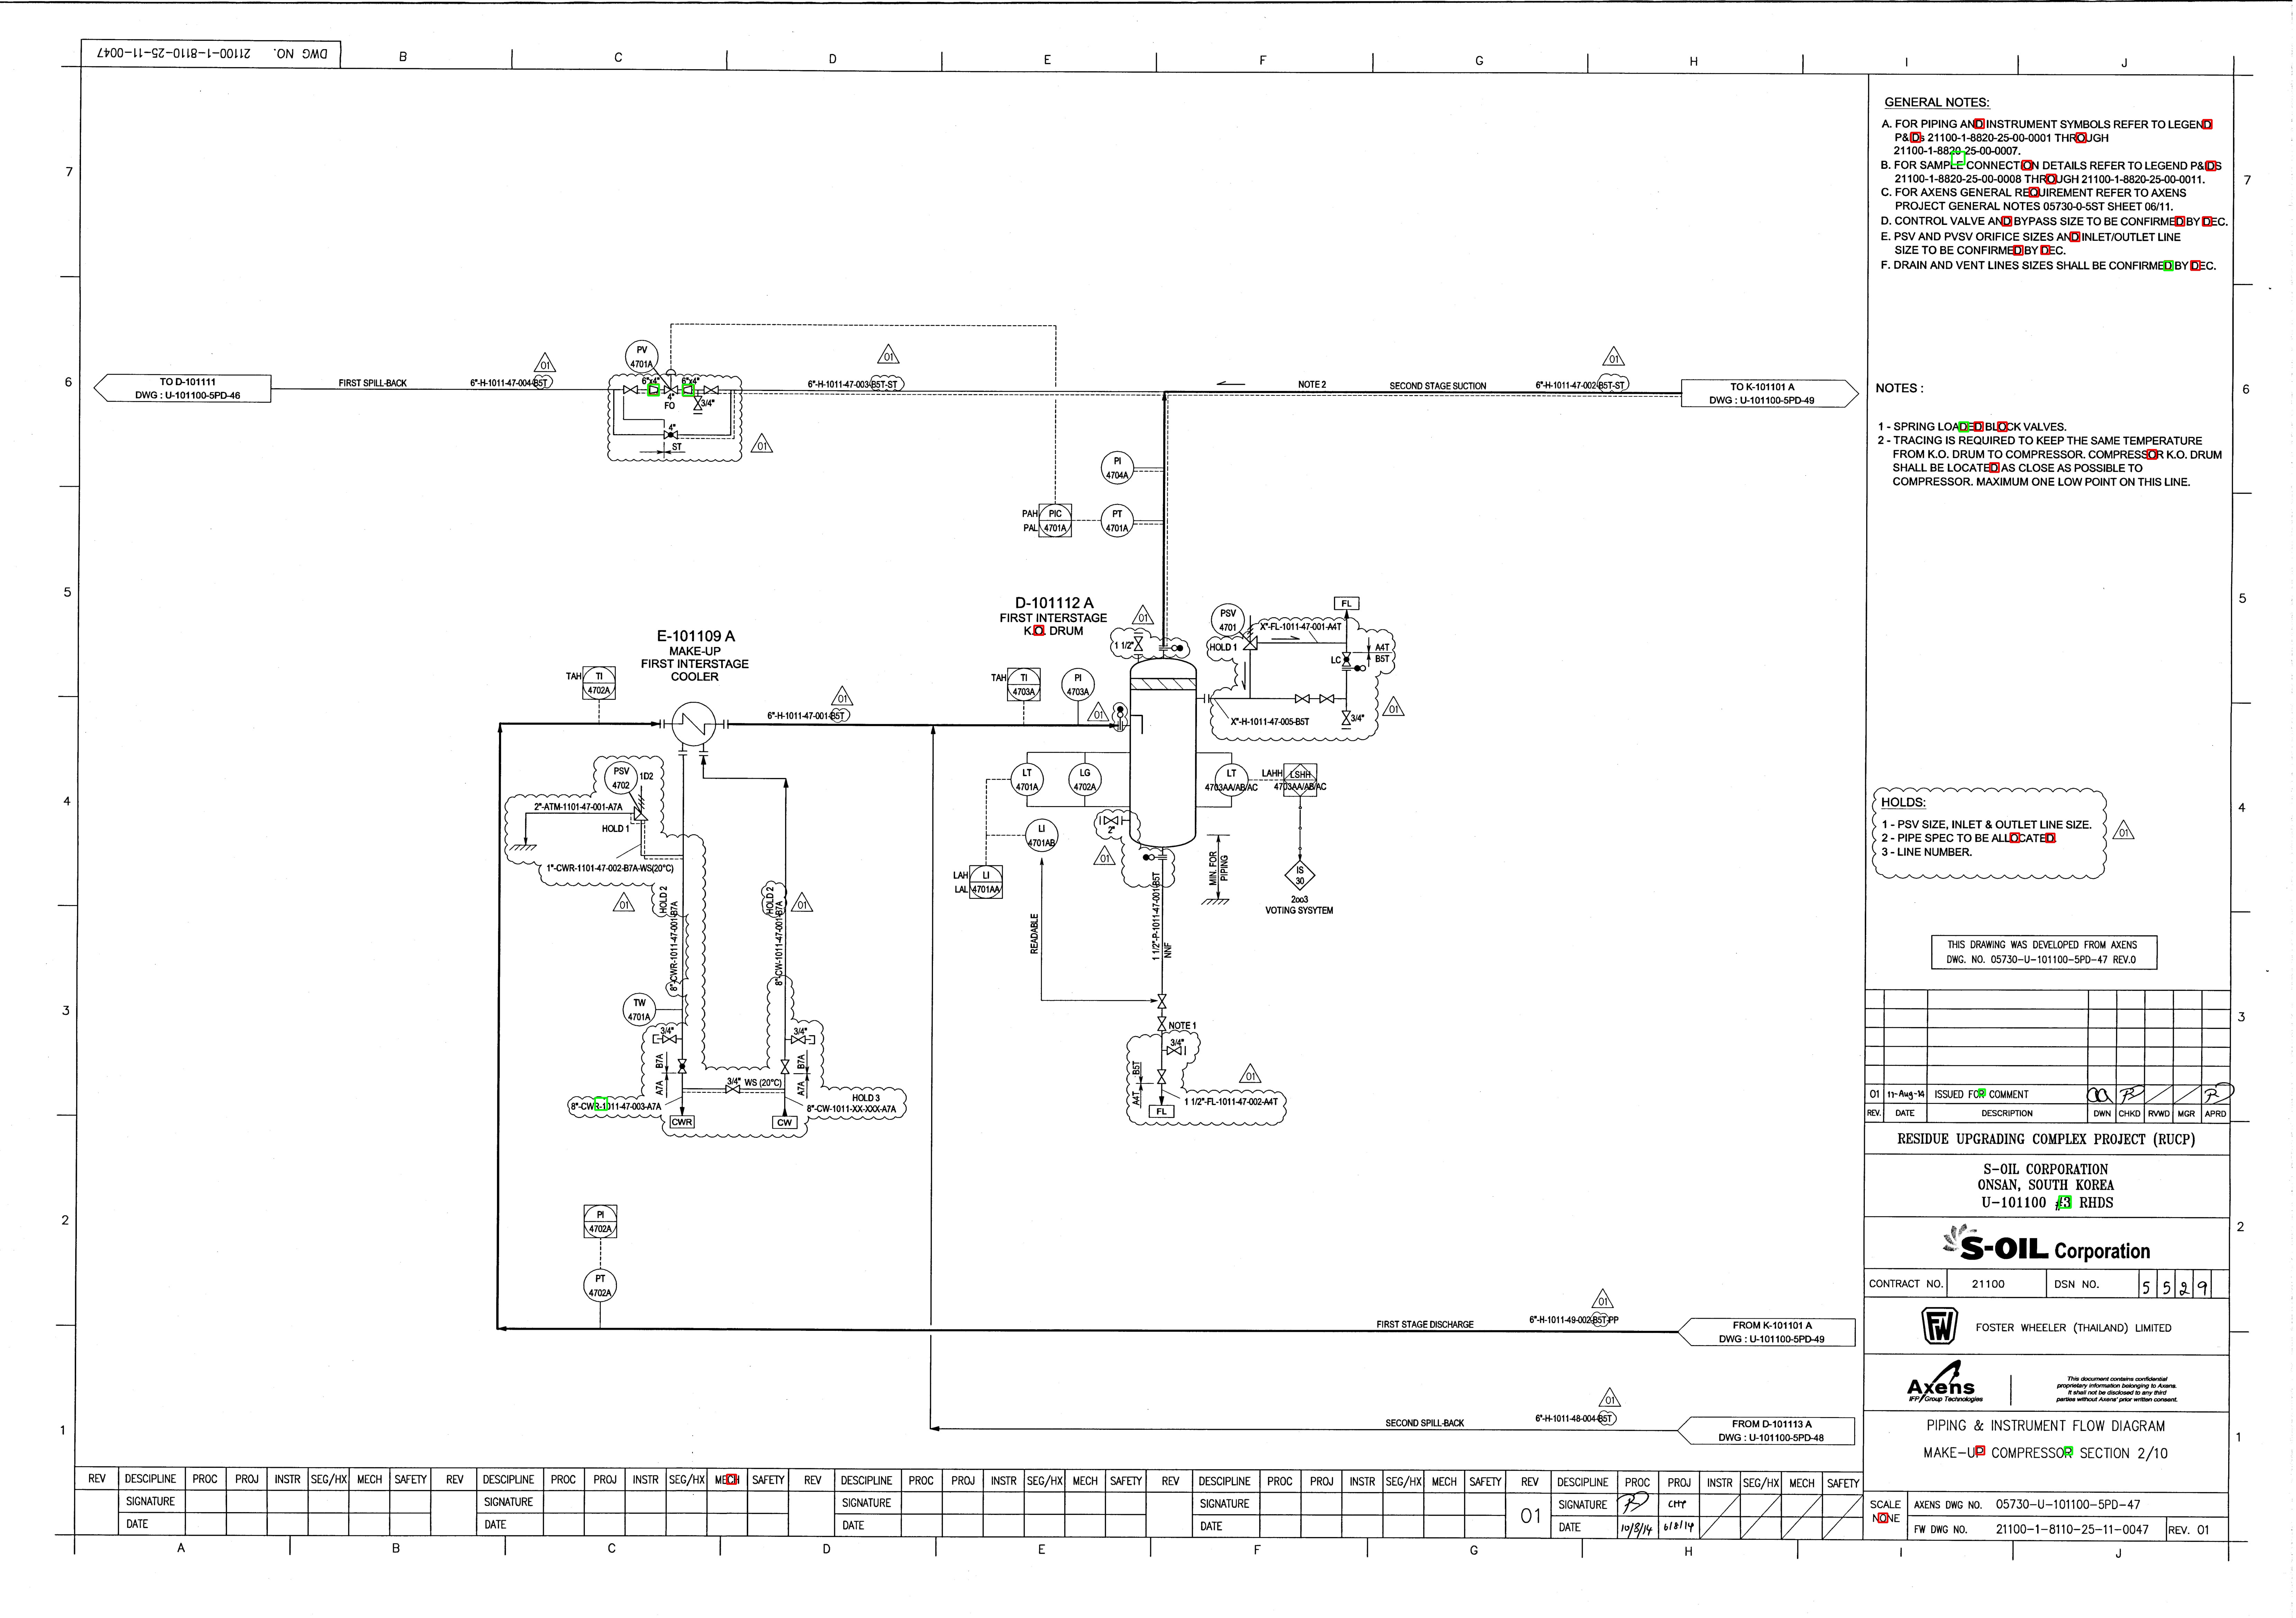 DWG NO. 21100-1-8110-25-11-0047
B C D E F G H I J
GENERAL NOTES:
A. FOR PIPING AND INSTRUMENT SYMBOLS REFER TO LEGEND
P&IDs 21100-1-8820-25-00-0001 THROUGH
21100-1-8820-25-00-0007.
B. FOR SAMPLE CONNECTION DETAILS REFER TO LEGEND P&IDS
21100-1-8820-25-00-0008 THROUGH 21100-1-8820-25-00-0011.
C. FOR AXENS GENERAL REQUIREMENT REFER TO AXENS
PROJECT GENERAL NOTES 05730-0-5ST SHEET 06/11.
D. CONTROL VALVE AND BYPASS SIZE TO BE CONFIRMED BY DEC.
E. PSV AND PVSV ORIFICE SIZES AND INLET/OUTLET LINE
SIZE TO BE CONFIRMED BY DEC.
F. DRAIN AND VENT LINES SIZES SHALL BE CONFIRMED BY DEC.
7
7
6
6
TO D-101111
DWG : U-101100-5PD-46
FIRST SPILL-BACK
6"-H-1011-47-004-B5T
01
PV
4701A
6"x4"
6"x4"
4"
FO
3/4"
4"
ST
01
01
6"-H-1011-47-003-B5T-ST
NOTE 2
SECOND STAGE SUCTION
6"-H-1011-47-002-B5T-ST
01
TO K-101101 A
DWG : U-101100-5PD-49
NOTES :
1 - SPRING LOADED BLOCK VALVES.
2 - TRACING IS REQUIRED TO KEEP THE SAME TEMPERATURE
FROM K.O. DRUM TO COMPRESSOR. COMPRESSOR K.O. DRUM
SHALL BE LOCATED AS CLOSE AS POSSIBLE TO
COMPRESSOR. MAXIMUM ONE LOW POINT ON THIS LINE.
PI
4704A
PAH
PAL
PIC
4701A
PT
4701A
5
5
D-101112 A
FIRST INTERSTAGE
K.O. DRUM
01
1 1/2"
PSV
4701
HOLD 1
X"-FL-1011-47-001-A4T
FL
LC
A4T
B5T
3/4"
01
X"-H-1011-47-005-B5T
E-101109 A
MAKE-UP
FIRST INTERSTAGE
COOLER
TAH
TI
4702A
6"-H-1011-47-001-B5T
01
TAH
TI
4703A
PI
4703A
01
4
4
PSV
4702
1D2
2"-ATM-1101-47-001-A7A
HOLD 1
1"-CWR-1101-47-002-B7A-WS(20°C)
LT
4701A
LG
4702A
LT
4703AA/AB/AC
LAHH
LSHH
4703AA/AB/AC
LI
4701AB
2"
01
LAH
LAL
LI
4701AA
MIN. FOR
PIPING
IS
30
2oo3
VOTING SYSYTEM
HOLDS:
1 - PSV SIZE, INLET & OUTLET LINE SIZE.
2 - PIPE SPEC TO BE ALLOCATED.
3 - LINE NUMBER.
01
01
HOLD 2
8"-CWR-1011-47-001-B7A
HOLD 2
8"-CW-1011-47-001-B7A
01
READABLE
1 1/2"-P-1011-47-001-B5T
NNF
THIS DRAWING WAS DEVELOPED FROM AXENS
DWG. NO. 05730-U-101100-5PD-47 REV.0
3
3
TW
4701A
3/4"
3/4"
A7A B7A
3/4" WS (20°C)
A7A B7A
8"-CWR-1011-47-003-A7A
HOLD 3
8"-CW-1011-XX-XXX-A7A
CWR
CW
NOTE 1
3/4"
A4T B5T
01
1 1/2"-FL-1011-47-002-A4T
FL
01 11-Aug-14 ISSUED FOR COMMENT
REV. DATE DESCRIPTION DWN CHKD RVWD MGR APRD
RESIDUE UPGRADING COMPLEX PROJECT (RUCP)
S-OIL CORPORATION
ONSAN, SOUTH KOREA
U-101100 #3 RHDS
2
2
S-OIL Corporation
CONTRACT NO. 21100 DSN NO. 5 5 2 9
PI
4702A
PT
4702A
FIRST STAGE DISCHARGE
6"-H-1011-49-002-B5T-PP
01
FROM K-101101 A
DWG : U-101100-5PD-49
FW
FOSTER WHEELER (THAILAND) LIMITED
Axens
IFP Group Technologies
This document contains confidential
proprietary information belonging to Axens.
It shall not be disclosed to any third
parties without Axens' prior written consent.
1
1
SECOND SPILL-BACK
6"-H-1011-48-004-B5T
01
FROM D-101113 A
DWG : U-101100-5PD-48
PIPING & INSTRUMENT FLOW DIAGRAM
MAKE-UP COMPRESSOR SECTION 2/10
REV DESCIPLINE PROC PROJ INSTR SEG/HX MECH SAFETY REV DESCIPLINE PROC PROJ INSTR SEG/HX MECH SAFETY REV DESCIPLINE PROC PROJ INSTR SEG/HX MECH SAFETY REV DESCIPLINE PROC PROJ INSTR SEG/HX MECH SAFETY REV DESCIPLINE PROC PROJ INSTR SEG/HX MECH SAFETY
SIGNATURE SIGNATURE SIGNATURE SIGNATURE 01 SIGNATURE
DATE DATE DATE DATE DATE 10/8/14 6/8/14
SCALE
NONE
AXENS DWG NO. 05730-U-101100-5PD-47
FW DWG NO. 21100-1-8110-25-11-0047 REV. 01
A B C D E F G H I J